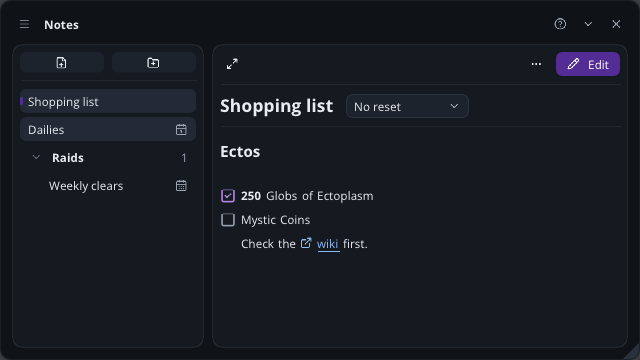 Notes
Shopping list
Dailies
Raids 1
Weekly clears
Edit
Shopping list No reset
Ectos
250 Globs of Ectoplasm
Mystic Coins
Check the wiki first.